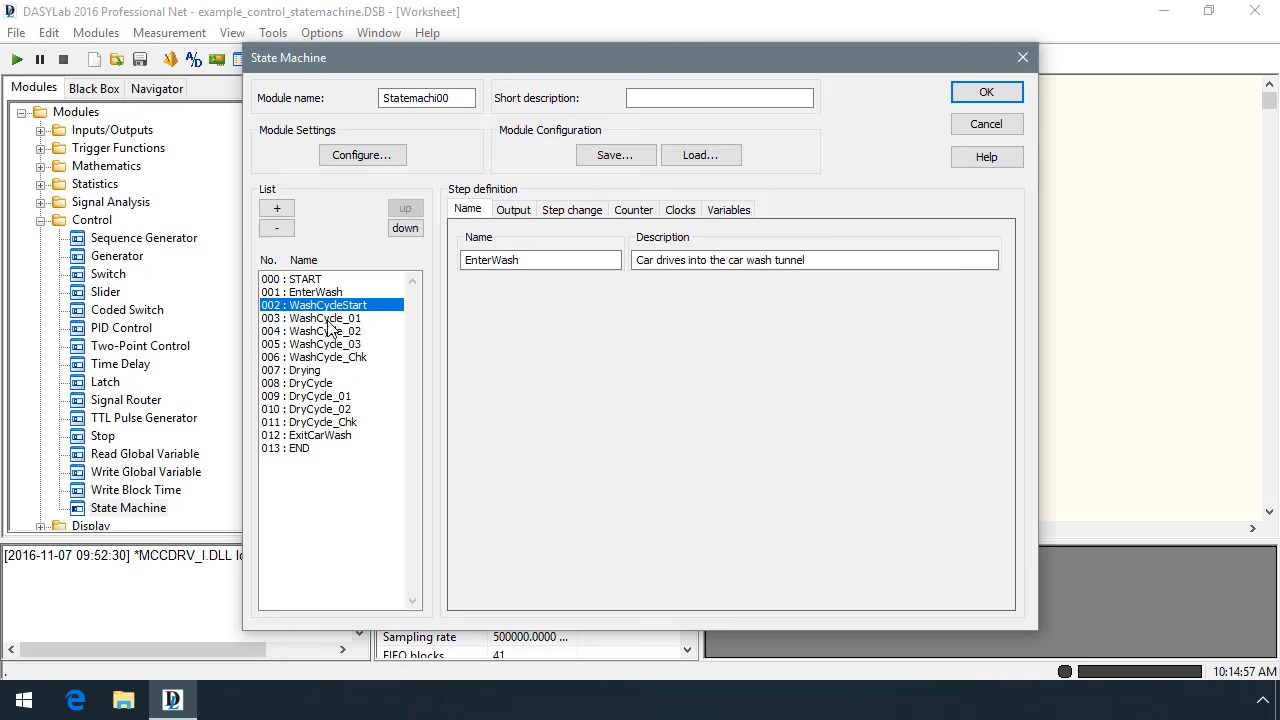 DASYLab 2016 Professional Net - example_control_statemachine.DSB - [Worksheet]
File Edit Modules Measurement View Tools Options Window Help
Modules Black Box Navigator
Modules
Inputs/Outputs
Trigger Functions
Mathematics
Statistics
Signal Analysis
Control
Sequence Generator
Generator
Switch
Slider
Coded Switch
PID Control
Two-Point Control
Time Delay
Latch
Signal Router
TTL Pulse Generator
Stop
Read Global Variable
Write Global Variable
Write Block Time
State Machine
Display
State Machine
Module name: Statemachi00 Short description:
OK
Cancel
Help
Module Settings
Configure...
Module Configuration
Save... Load...
List
+ up
- down
No. Name
000 : START
001 : EnterWash
002 : WashCycleStart
003 : WashCycle_01
004 : WashCycle_02
005 : WashCycle_03
006 : WashCycle_Chk
007 : Drying
008 : DryCycle
009 : DryCycle_01
010 : DryCycle_02
011 : DryCycle_Chk
012 : ExitCarWash
013 : END
Step definition
Name Output Step change Counter Clocks Variables
Name Description
EnterWash Car drives into the car wash tunnel
[2016-11-07 09:52:30] *MCCDRV_I.DLL
Sampling rate 500000.0000 ...
FIFO blocks 41
10:14:57 AM